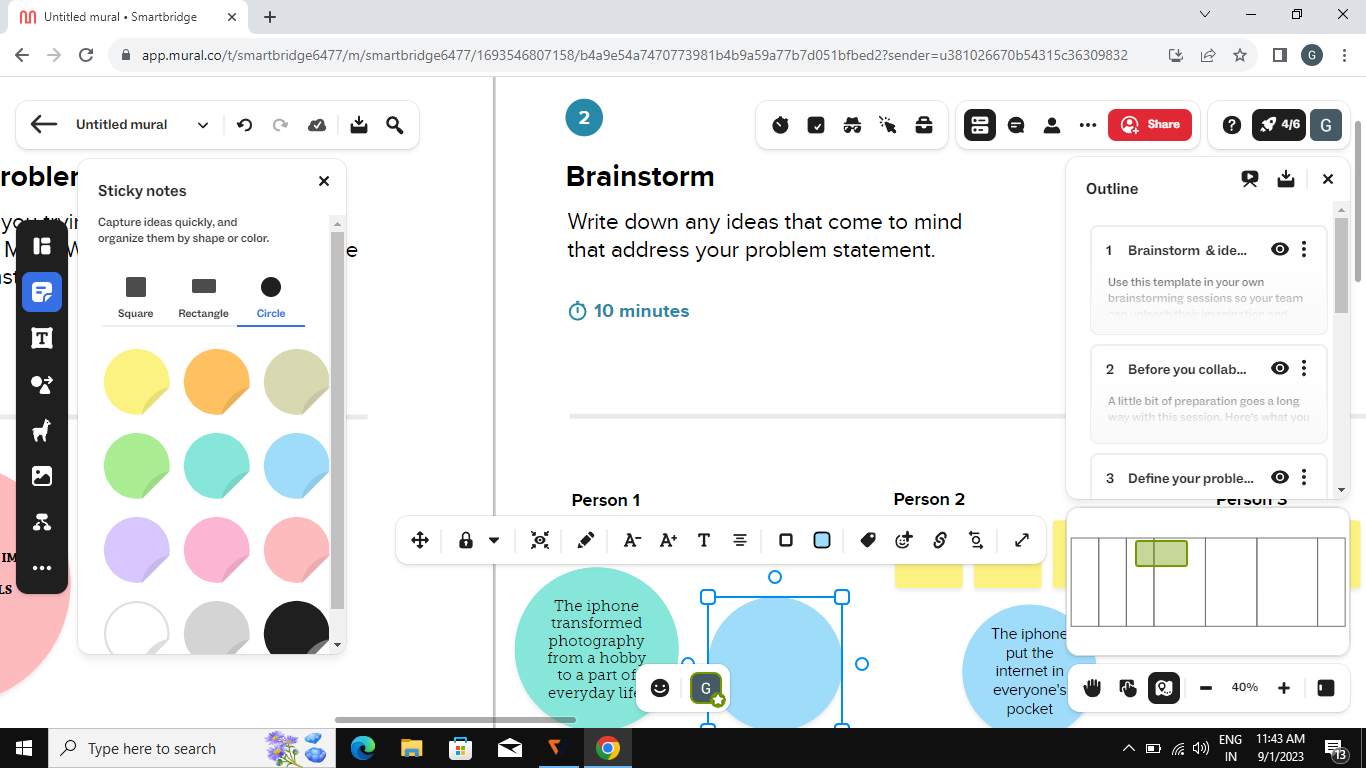 Untitled mural • Smartbridge
app.mural.co/t/smartbridge6477/m/smartbridge6477/1693546807158/b4a9e54a7470773981b4b9a59a77b7d051bfbed2?sender=u381026670b54315c36309832
G
Untitled mural
2
Share
4/6
G
Sticky notes
Capture ideas quickly, and
organize them by shape or color.
Square
Rectangle
Circle
T
Brainstorm
Write down any ideas that come to mind
that address your problem statement.
10 minutes
Outline
1 Brainstorm & ide...
Use this template in your own
brainstorming sessions so your team
can unleash their imagination and
2 Before you collab...
A little bit of preparation goes a long
way with this session. Here's what you
3 Define your proble...
Person 1
Person 2
Person 3
A-
A+
T
The iphone
transformed
photography
from a hobby
to a part of
everyday life
G
The iphone
put the
internet in
everyone's
pocket
40%
Type here to search
ENG
IN
11:43 AM
9/1/2023
13